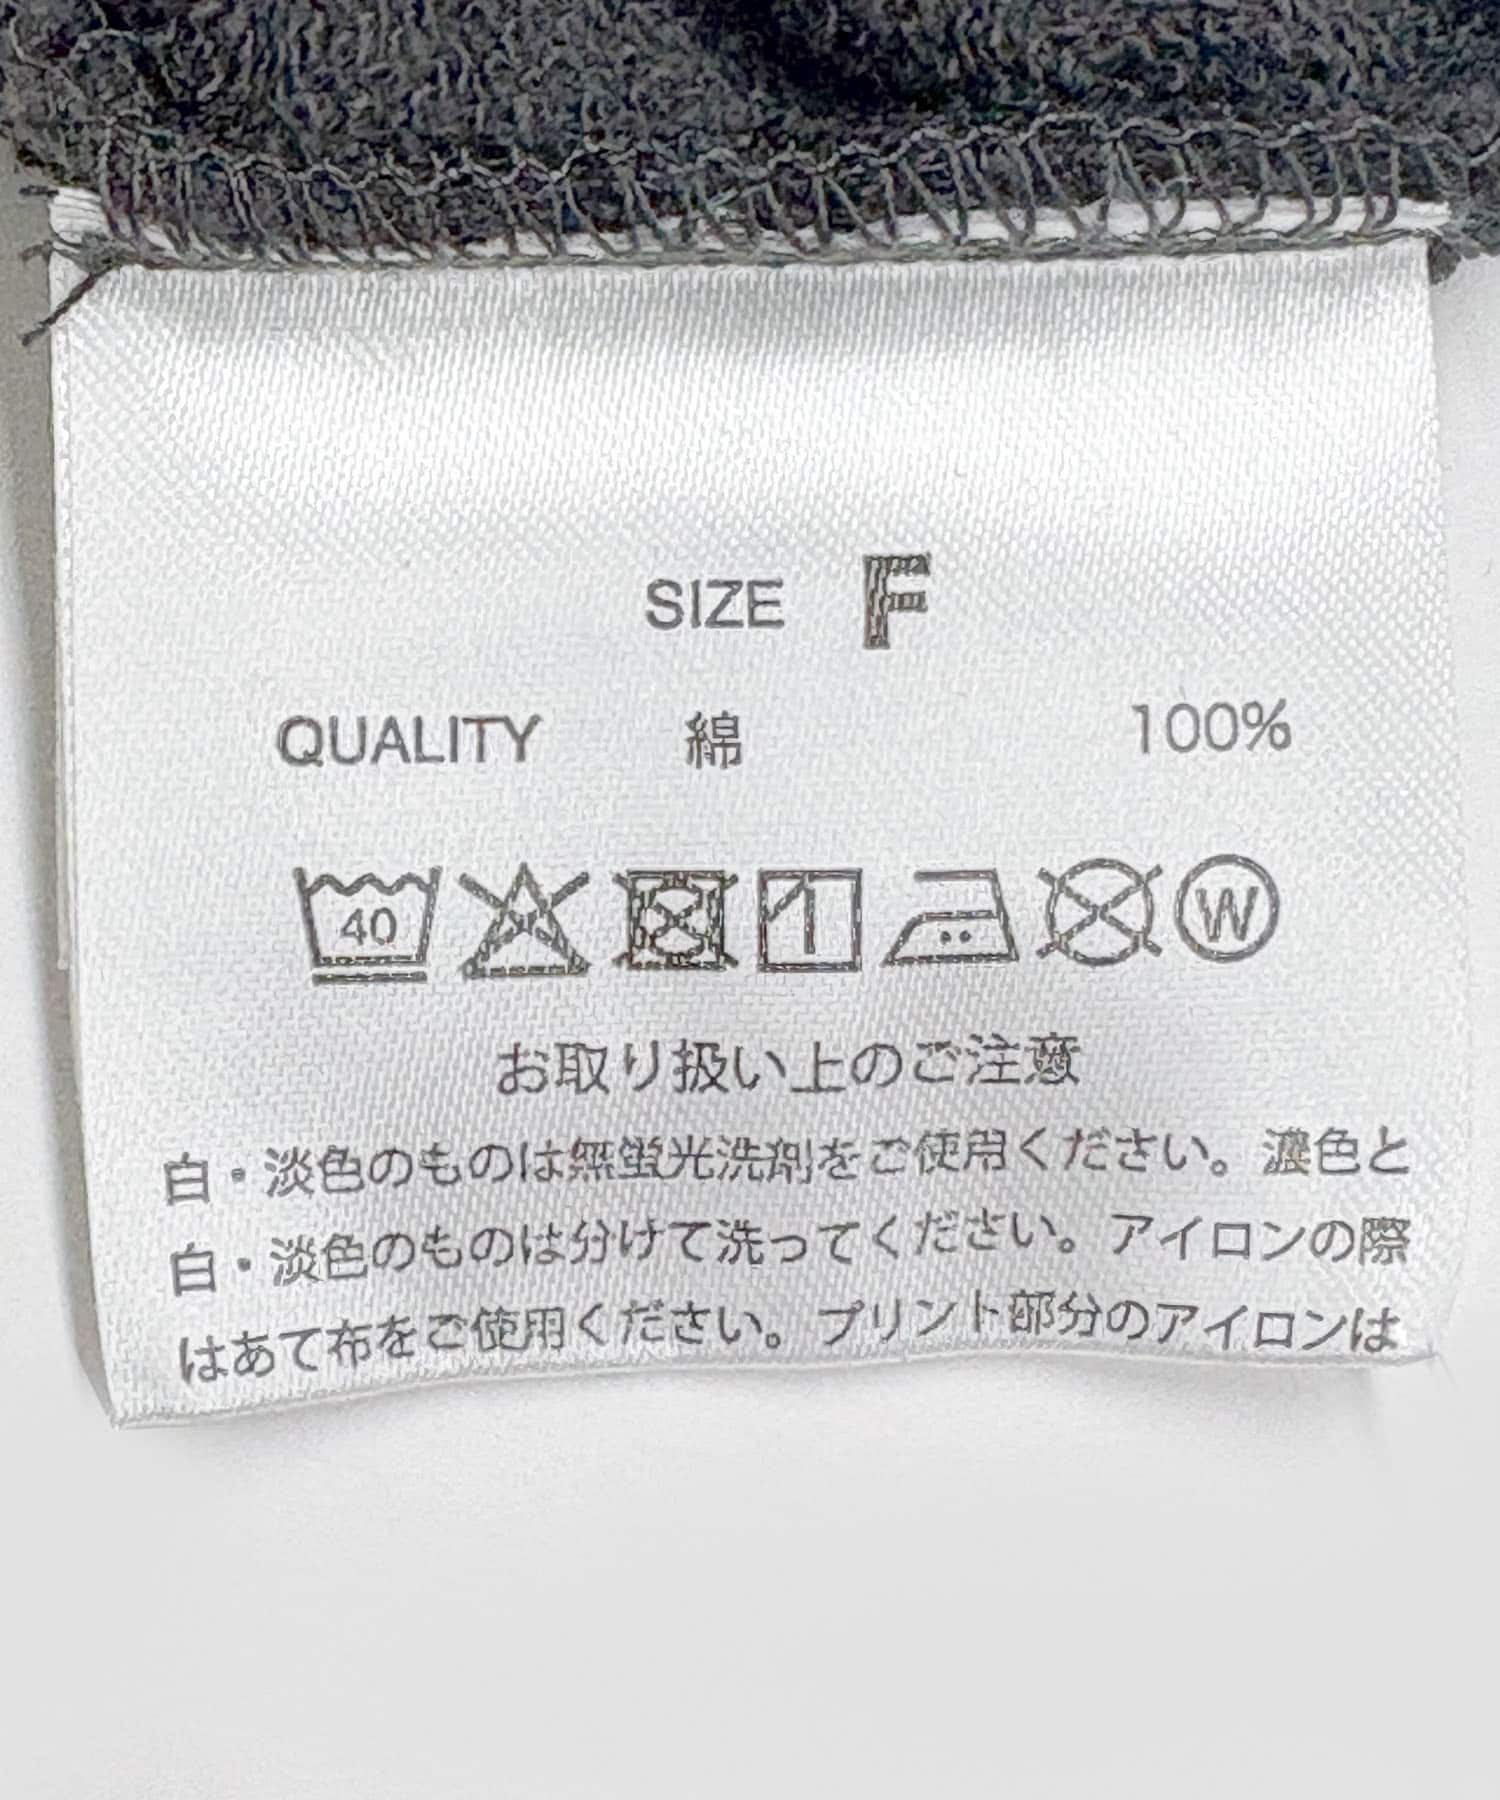 SIZE F
QUALITY 綿 100%
40 W
お取り扱い上のご注意
白・淡色のものは無蛍光洗剤をご使用ください。濃色と
白・淡色のものは分けて洗ってください。アイロンの際
はあて布をご使用ください。プリント部分のアイロンは